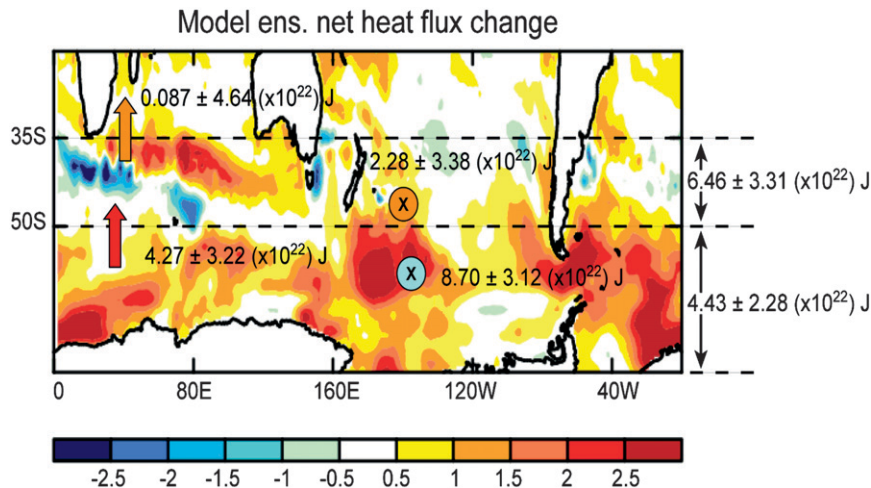 Model ens. net heat flux change
0.087 ± 4.64 (x10²²) J
35S
2.28 ± 3.38 (x10²²) J
6.46 ± 3.31 (x10²²) J
X
50S
4.27 ± 3.22 (x10²²) J
X
8.70 ± 3.12 (x10²²) J
4.43 ± 2.28 (x10²²) J
0 80E 160E 120W 40W
-2.5 -2 -1.5 -1 -0.5 0.5 1 1.5 2 2.5